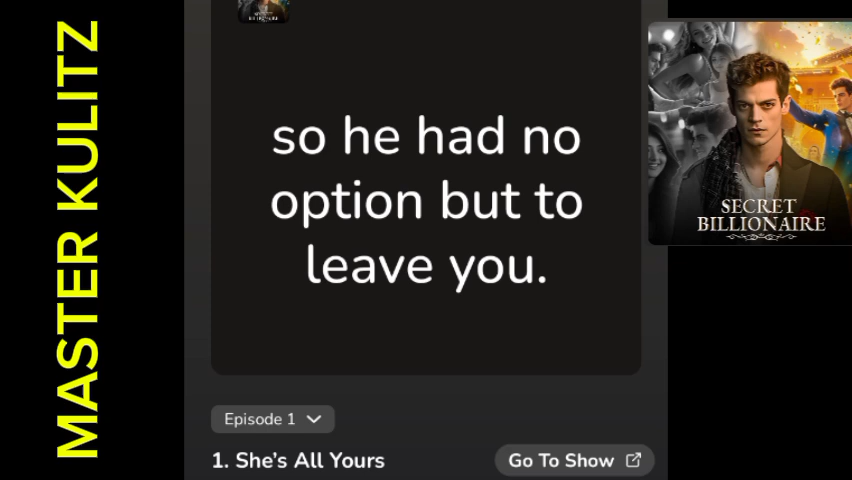 MASTER KULITZ
so he had no
option but to
leave you.
SECRET
BILLIONAIRE
Episode 1
1. She's All Yours
Go To Show